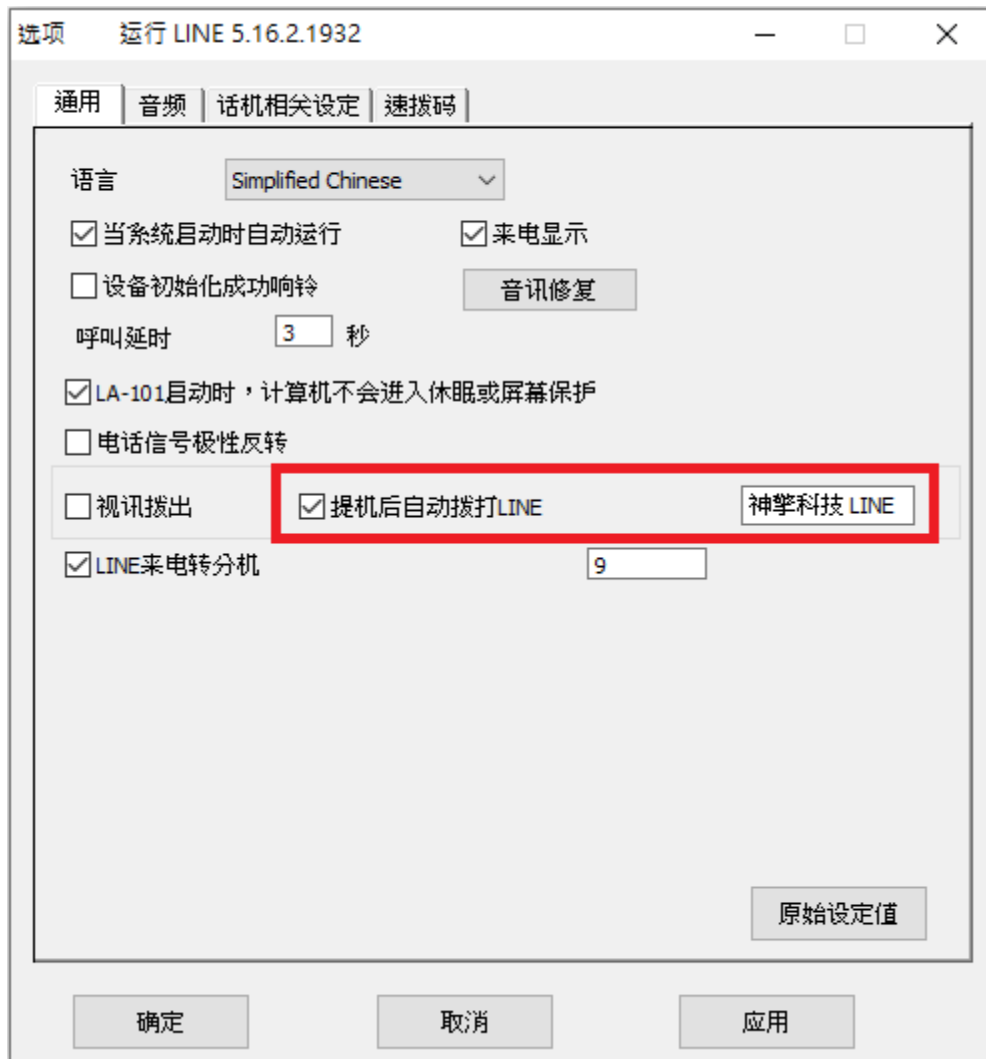 选项 运行 LINE 5.16.2.1932
通用 音频 话机相关设定 速拨码
语言 Simplified Chinese
当系统启动时自动运行 来电显示
设备初始化成功响铃 音讯修复
呼叫延时 3 秒
LA-101启动时，计算机不会进入休眠或屏幕保护
电话信号极性反转
视讯拨出 提机后自动拨打LINE 神擎科技 LINE
LINE来电转分机 9
原始设定值
确定 取消 应用